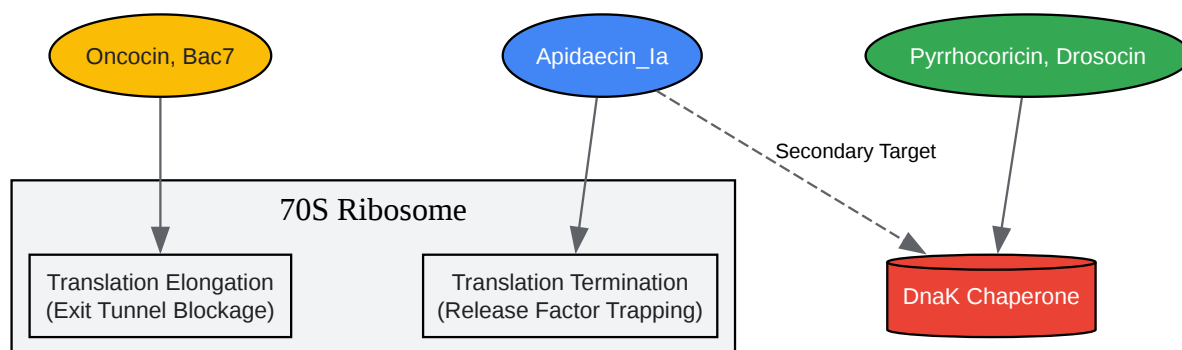 Oncocin, Bac7
Apidaecin_Ia
Pyrrhocoricin, Drosocin
Secondary Target
70S Ribosome
Translation Elongation
(Exit Tunnel Blockage)
Translation Termination
(Release Factor Trapping)
DnaK Chaperone